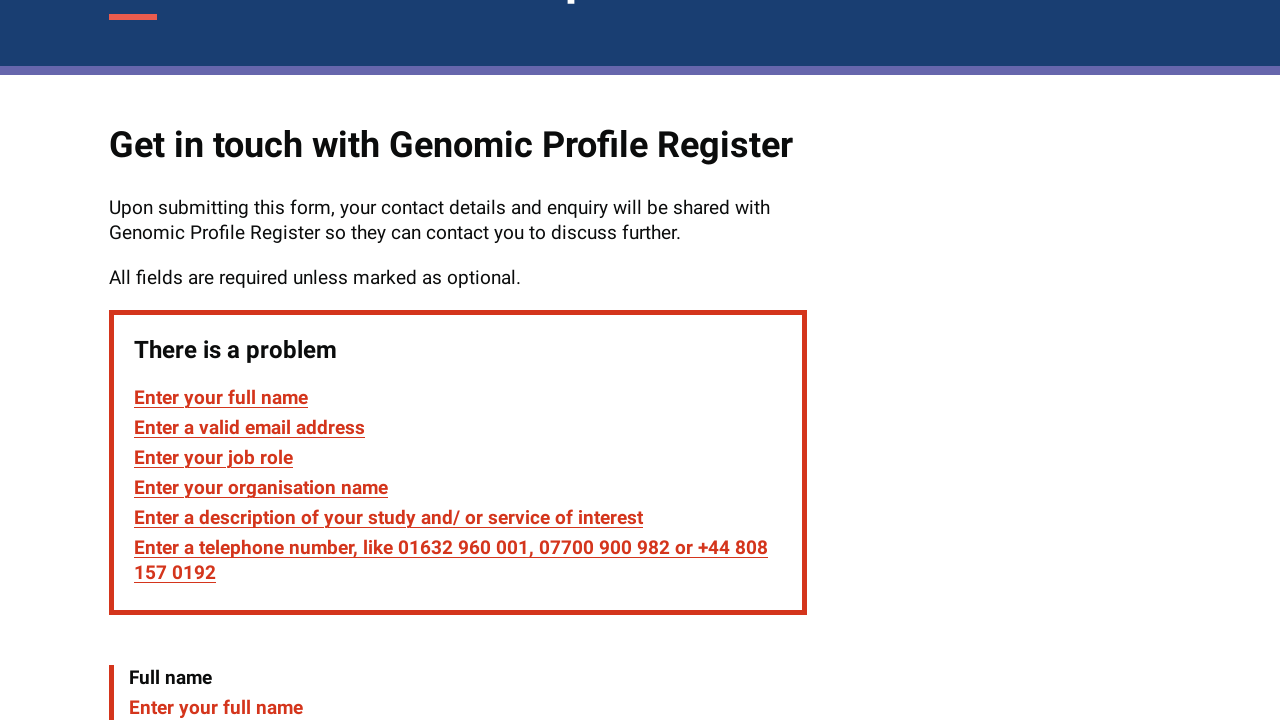 Get in touch with Genomic Profile Register
Upon submitting this form, your contact details and enquiry will be shared with
Genomic Profile Register so they can contact you to discuss further.
All fields are required unless marked as optional.
There is a problem
Enter your full name
Enter a valid email address
Enter your job role
Enter your organisation name
Enter a description of your study and/ or service of interest
Enter a telephone number, like 01632 960 001, 07700 900 982 or +44 808
157 0192
Full name
Enter your full name